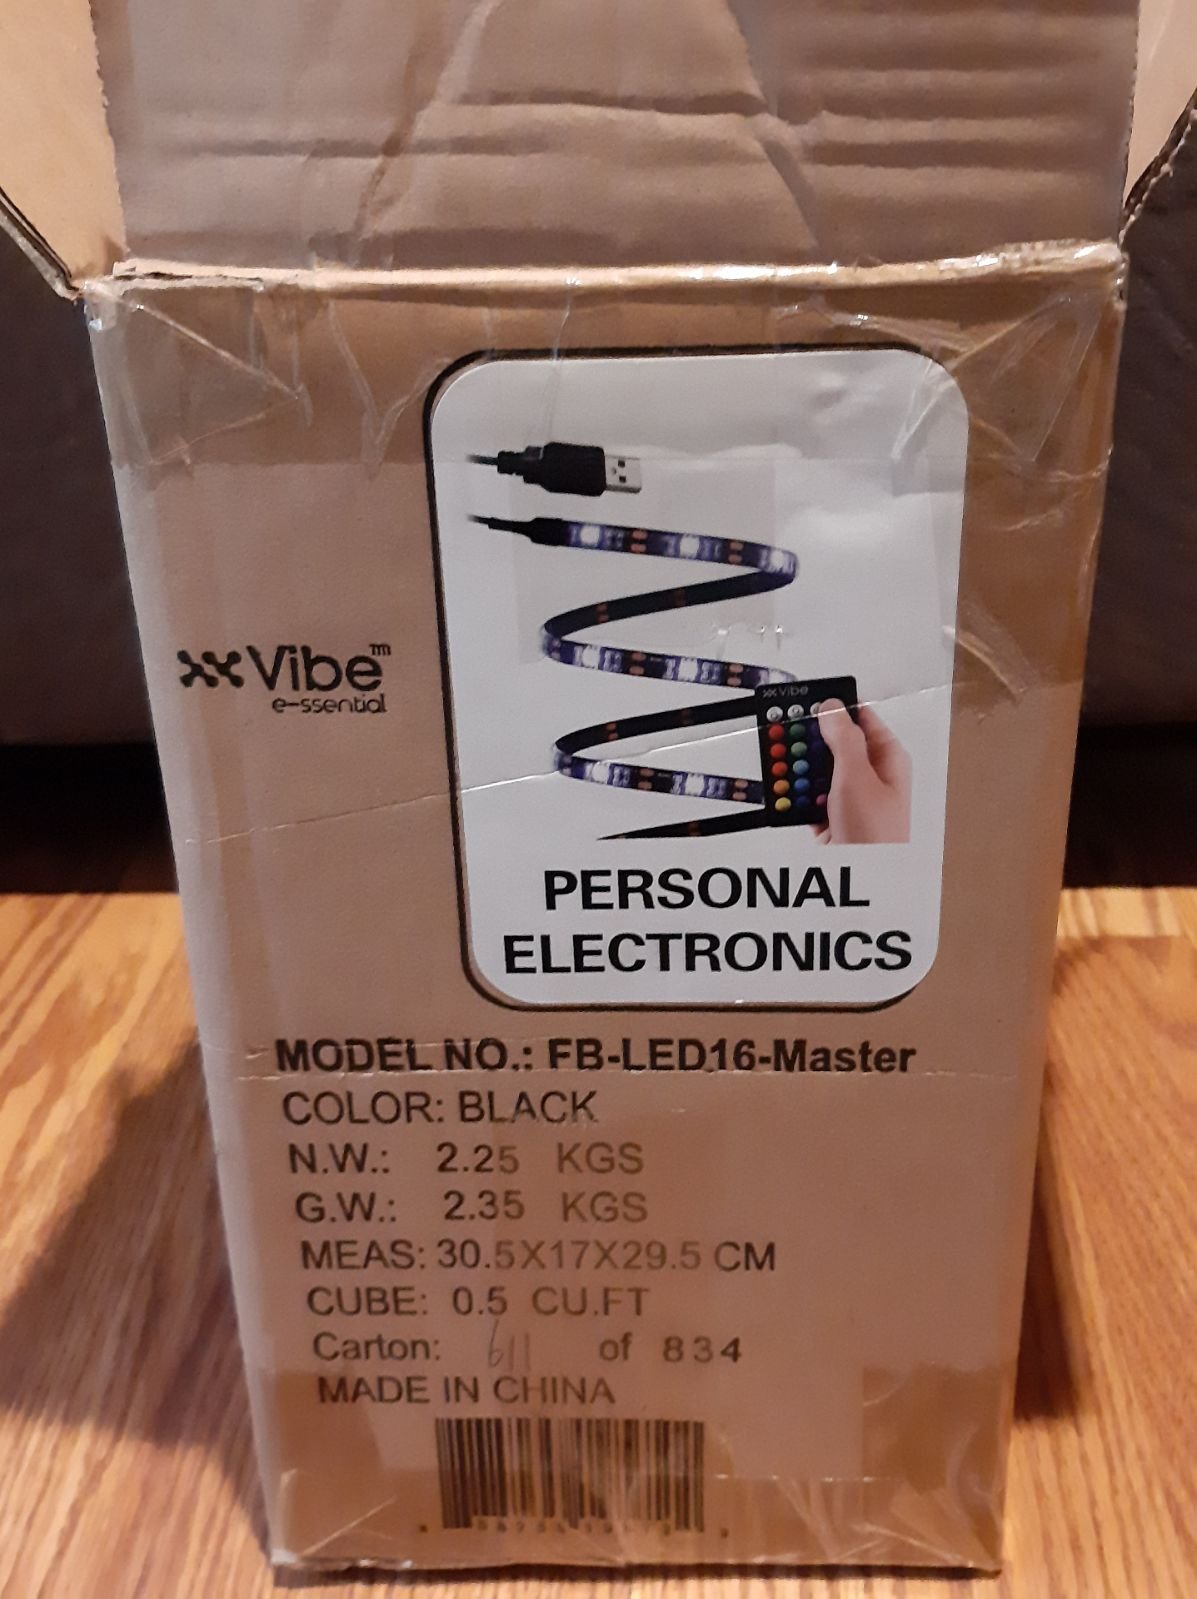 Vibe™
e-ssential
Vibe
PERSONAL
ELECTRONICS
MODEL NO.: FB-LED16-Master
COLOR: BLACK
N.W.: 2.25 KGS
G.W.: 2.35 KGS
MEAS: 30.5X17X29.5 CM
CUBE: 0.5 CU.FT
Carton: 611 of 834
MADE IN CHINA